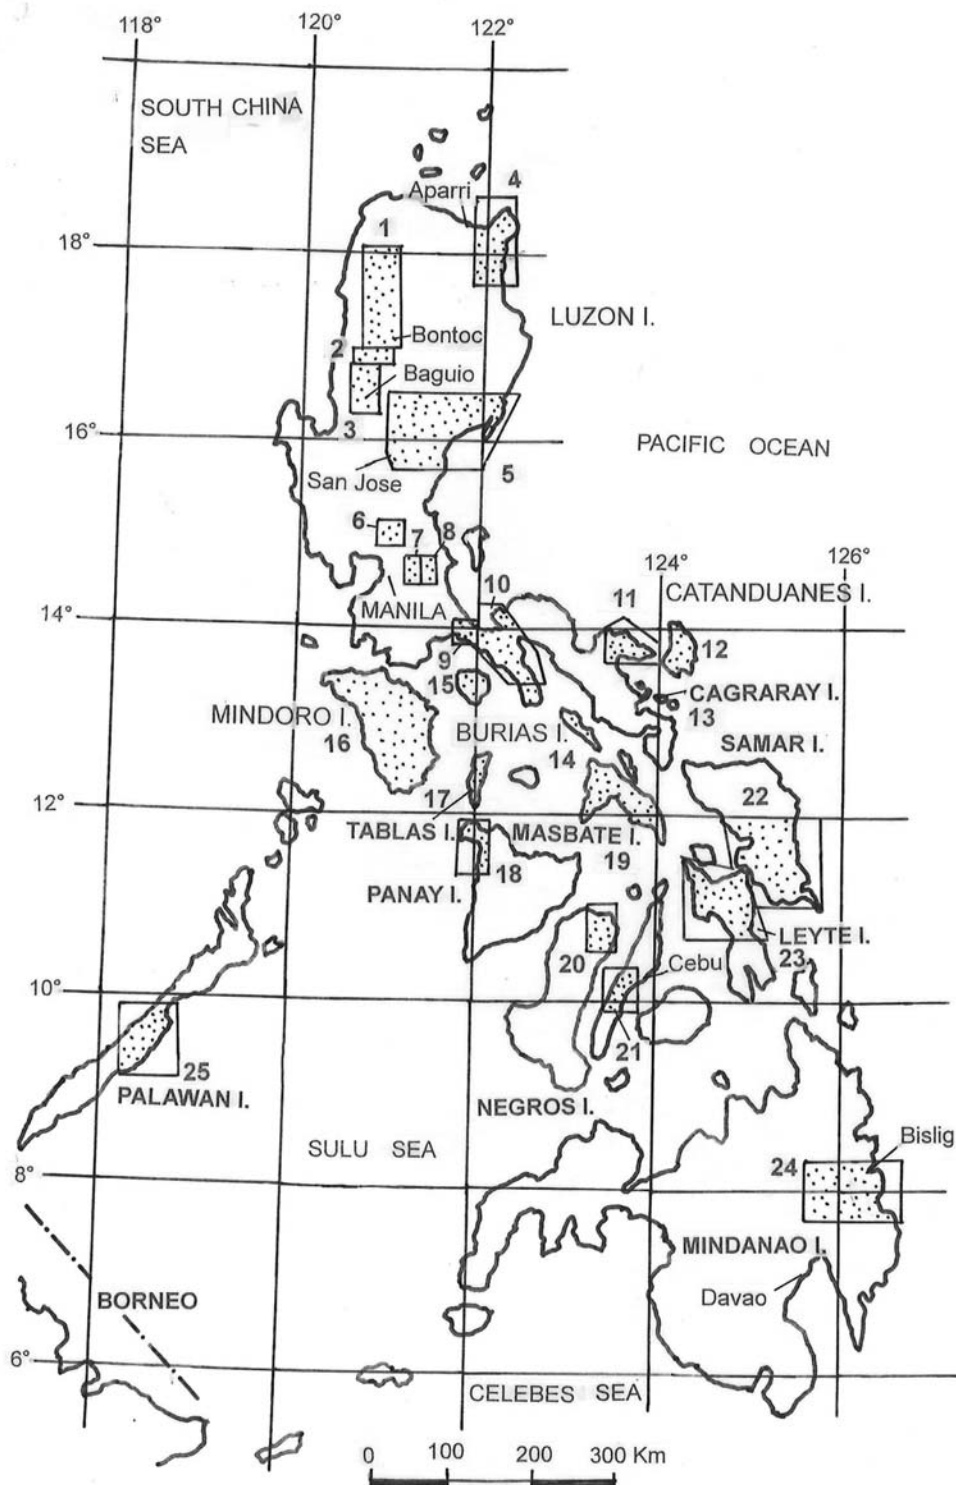 118° 120° 122°
SOUTH CHINA
SEA
4
Aparri
1
18°
LUZON I.
Bontoc
2
Baguio
3
16°
PACIFIC OCEAN
San Jose
5
6
7 8
126°
124°
10
11
CATANDUANES I.
MANILA
14°
12
9
15
CAGRARAY I.
13
MINDORO I.
16
BURIAS I.
14
SAMAR I.
17
22
12°
TABLAS I.
MASBATE I.
19
18
PANAY I.
LEYTE I.
23
20
Cebu
10°
21
25
PALAWAN I.
NEGROS I.
Bislig
SULU SEA
24
8°
MINDANAO I.
BORNEO
Davao
6°
CELEBES SEA
0 100 200 300 Km